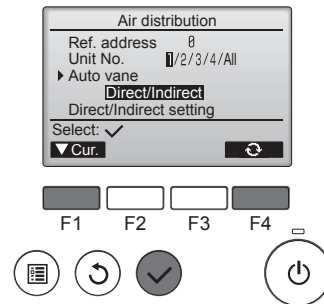 Air distribution
Ref. address 0
Unit No. 1/2/3/4/All
Auto vane
Direct/Indirect
Direct/Indirect setting
Select:
Cur.
F1 F2 F3 F4